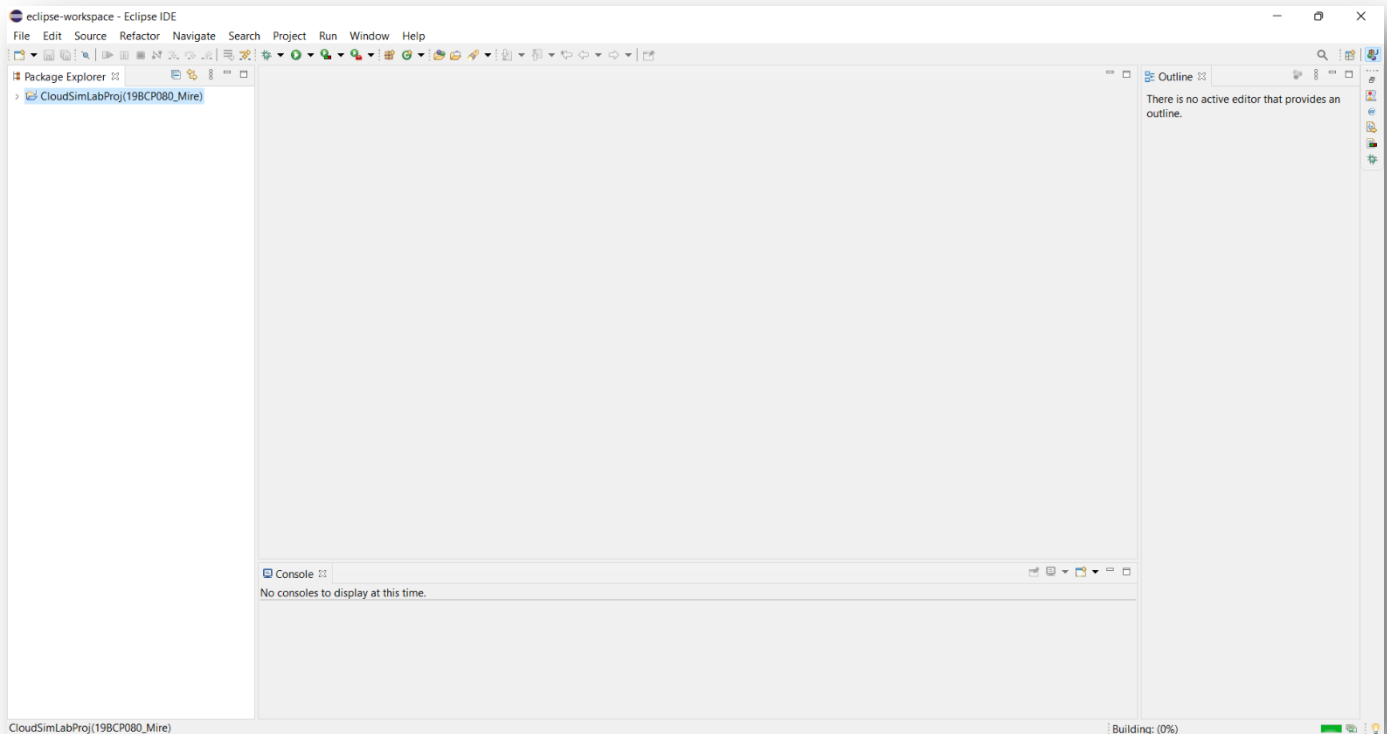 eclipse-workspace - Eclipse IDE
File Edit Source Refactor Navigate Search Project Run Window Help
Package Explorer
CloudSimLabProj(19BCP080_Mire)
Outline
There is no active editor that provides an
outline.
Console
No consoles to display at this time.
CloudSimLabProj(19BCP080_Mire)
Building: (0%)